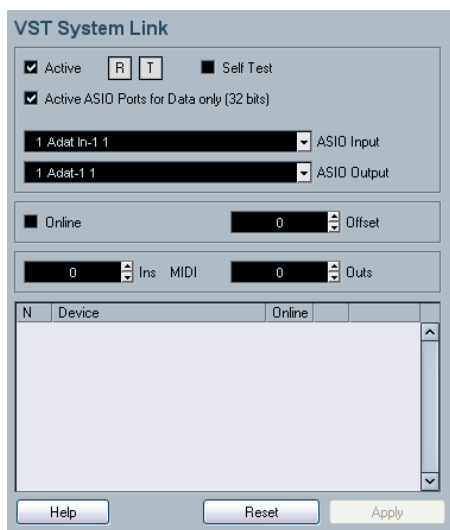 VST System Link
Active R T Self Test
Active ASIO Ports for Data only (32 bits)
1 Adat In-1 1 ASIO Input
1 Adat-1 1 ASIO Output
Online 0 Offset
0 Ins MIDI 0 Outs
N Device Online
Help Reset Apply